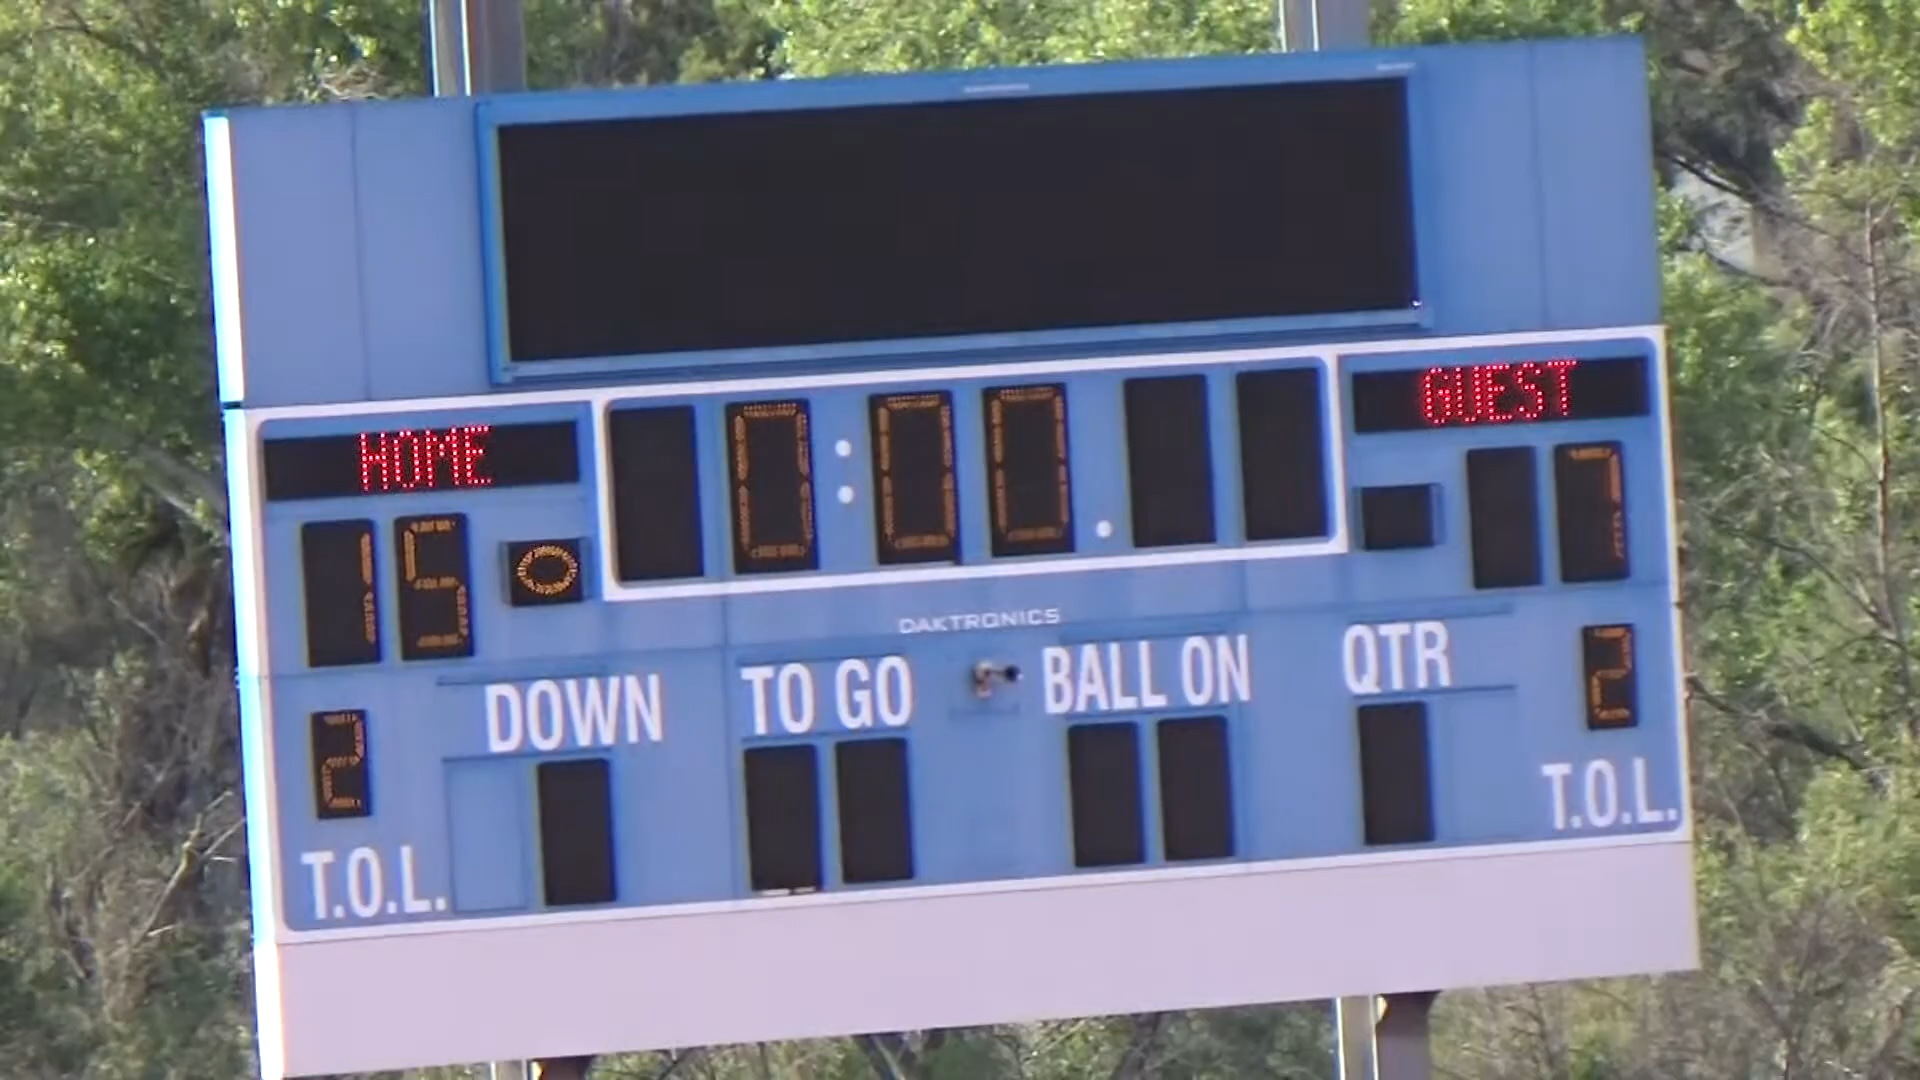 HOME
0:00.
GUEST
15
7
DAKTRONICS
DOWN
TO GO
BALL ON
QTR
2
2
T.O.L.
T.O.L.